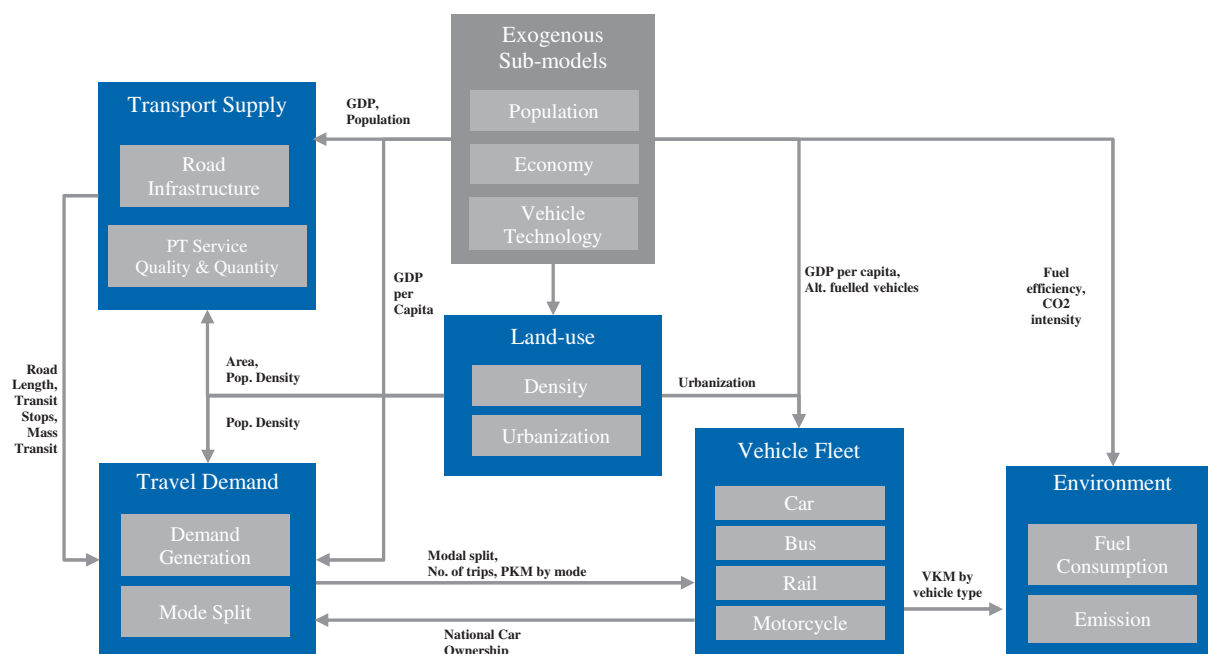 Exogenous
Sub-models
Population
Economy
Vehicle
Technology
Transport Supply
Road
Infrastructure
PT Service
Quality & Quantity
GDP,
Population
GDP
per
Capita
GDP per capita,
Alt. fuelled vehicles
Fuel
efficiency,
CO2
intensity
Land-use
Density
Urbanization
Area,
Pop. Density
Pop. Density
Urbanization
Road
Length,
Transit
Stops,
Mass
Transit
Travel Demand
Demand
Generation
Mode Split
Modal split,
No. of trips, PKM by mode
National Car
Ownership
Vehicle Fleet
Car
Bus
Rail
Motorcycle
VKM by
vehicle type
Environment
Fuel
Consumption
Emission